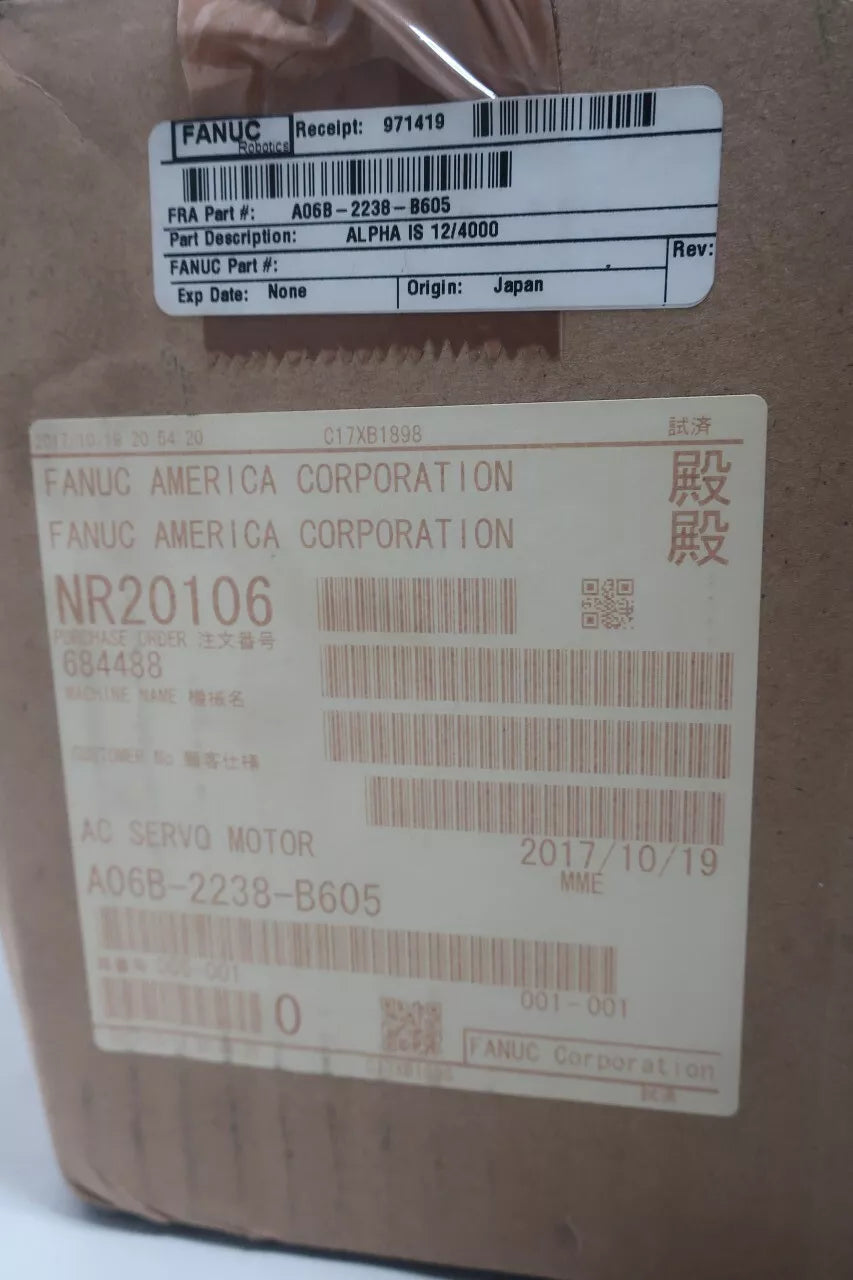 FANUC Robotics Receipt: 971419
FRA Part #: A06B-2238-B605
Part Description: ALPHA IS 12/4000
FANUC Part #: Rev:
Exp Date: None Origin: Japan
2017/10/19 20 54 20 C17XB1898 試済
FANUC AMERICA CORPORATION 殿
FANUC AMERICA CORPORATION 殿
NR20106
PURCHASE ORDER 注文番号
684488
MACHINE NAME 機械名
CUSTOMER No 顧客仕様
AC SERVO MOTOR 2017/10/19
MME
A06B-2238-B605
001-001
0
FANUC Corporation
C17XB1898 試済